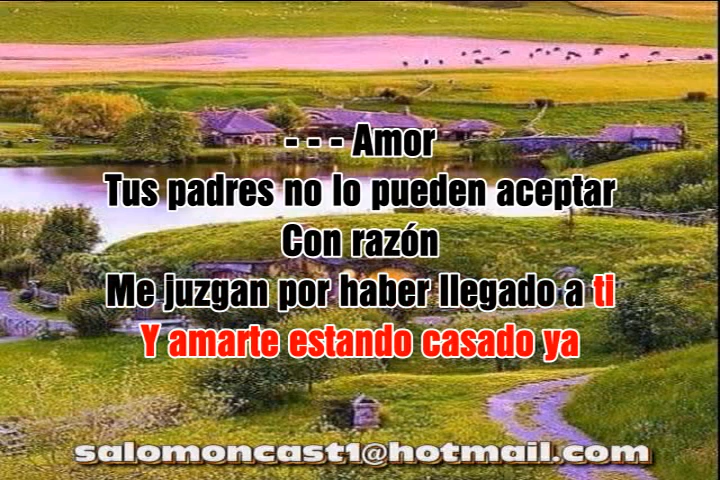 - - - Amor
Tus padres no lo pueden aceptar
Con razón
Me juzgan por haber llegado a ti
Y amarte estando casado ya
salomoncast1@hotmail.com